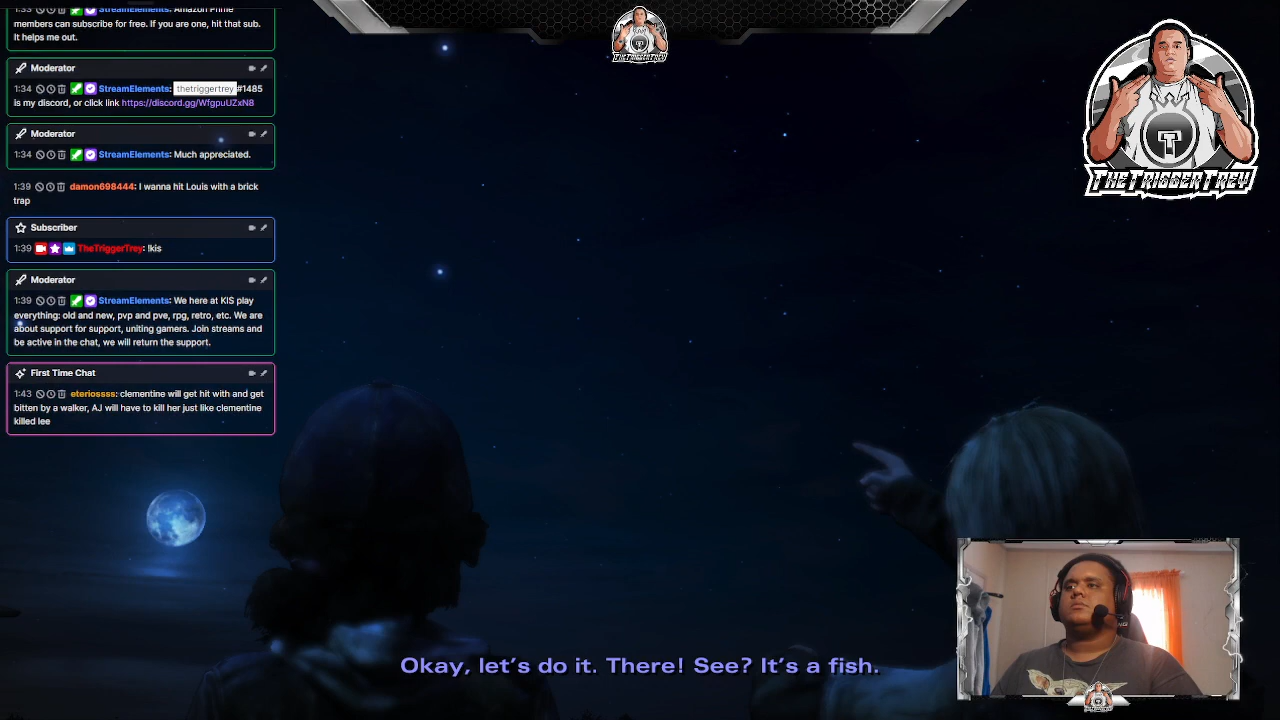 1:33 StreamElements: Amazon Prime
members can subscribe for free. If you are one, hit that sub.
It helps me out.
Moderator
1:34 StreamElements: thetriggertrey #1485
is my discord, or click link https://discord.gg/WfgpuUZxN8
Moderator
1:34 StreamElements: Much appreciated.
1:39 damon698444: I wanna hit Louis with a brick
trap
Subscriber
1:39 TheTriggerTrey: !kis
Moderator
1:39 StreamElements: We here at KIS play
everything: old and new, pvp and pve, rpg, retro, etc. We are
about support for support, uniting gamers. Join streams and
be active in the chat, we will return the support.
First Time Chat
1:43 eteriossss: clementine will get hit with and get
bitten by a walker, AJ will have to kill her just like clementine
killed lee
THETRIGGERTREY
T
THETRIGGERTREY
Okay, let's do it. There! See? It's a fish.